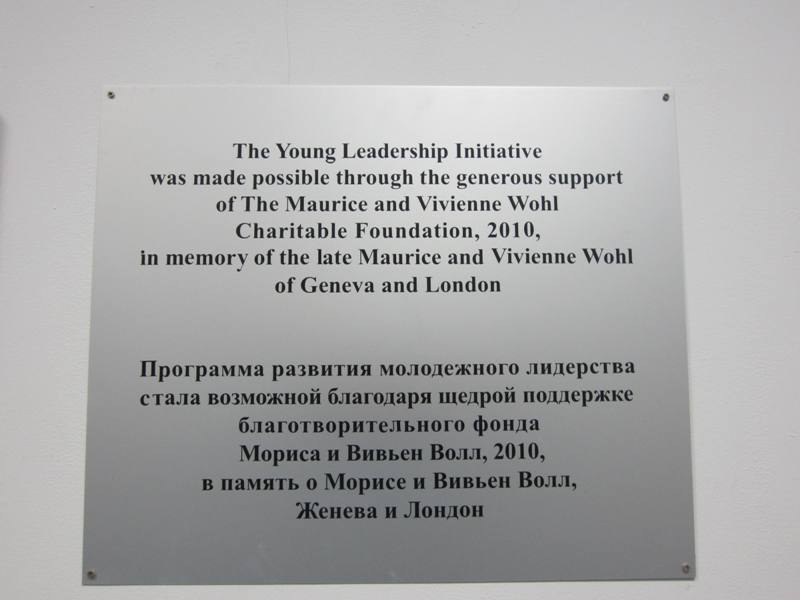 The Young Leadership Initiative
was made possible through the generous support
of The Maurice and Vivienne Wohl
Charitable Foundation, 2010,
in memory of the late Maurice and Vivienne Wohl
of Geneva and London
Программа развития молодежного лидерства
стала возможной благодаря щедрой поддержке
благотворительного фонда
Мориса и Вивьен Волл, 2010,
в память о Морисе и Вивьен Волл,
Женева и Лондон